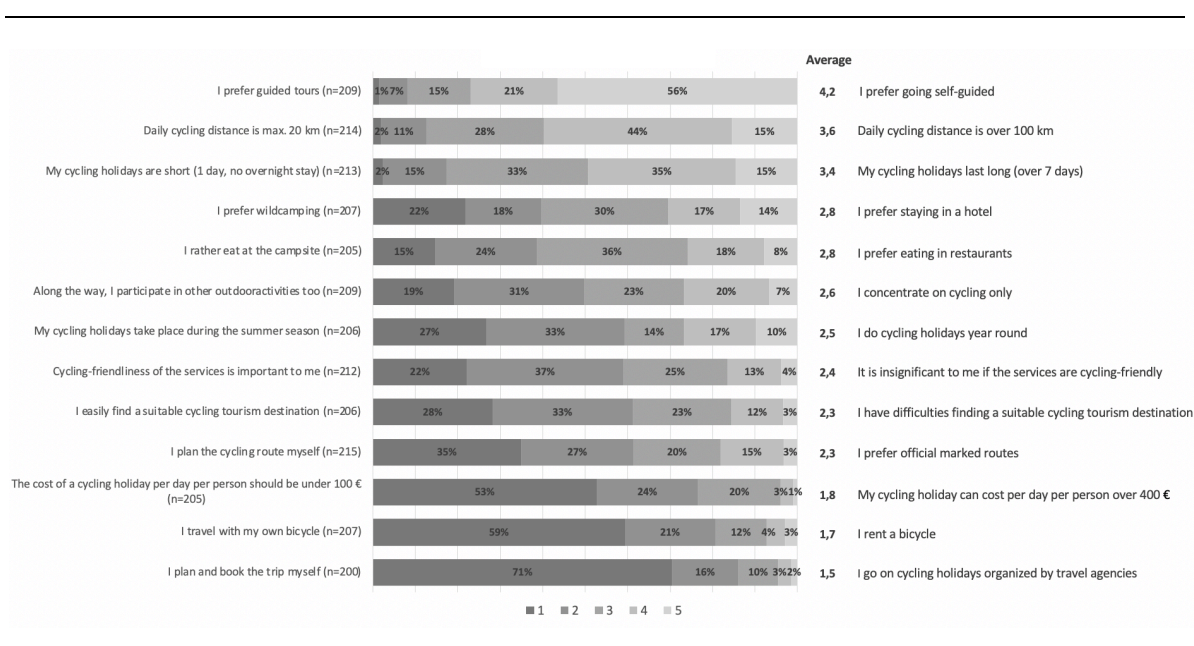 Average
I prefer guided tours (n=209) 1% 7% 15% 21% 56% 4,2 I prefer going self-guided
Daily cycling distance is max. 20 km (n=214) 2% 11% 28% 44% 15% 3,6 Daily cycling distance is over 100 km
My cycling holidays are short (1 day, no overnight stay) (n=213) 2% 15% 33% 35% 15% 3,4 My cycling holidays last long (over 7 days)
I prefer wildcamping (n=207) 22% 18% 30% 17% 14% 2,8 I prefer staying in a hotel
I rather eat at the campsite (n=205) 15% 24% 36% 18% 8% 2,8 I prefer eating in restaurants
Along the way, I participate in other outdooractivities too (n=209) 19% 31% 23% 20% 7% 2,6 I concentrate on cycling only
My cycling holidays take place during the summer season (n=206) 27% 33% 14% 17% 10% 2,5 I do cycling holidays year round
Cycling-friendliness of the services is important to me (n=212) 22% 37% 25% 13% 4% 2,4 It is insignificant to me if the services are cycling-friendly
I easily find a suitable cycling tourism destination (n=206) 28% 33% 23% 12% 3% 2,3 I have difficulties finding a suitable cycling tourism destination
I plan the cycling route myself (n=215) 35% 27% 20% 15% 3% 2,3 I prefer official marked routes
The cost of a cycling holiday per day per person should be under 100 €
(n=205) 53% 24% 20% 3% 1% 1,8 My cycling holiday can cost per day per person over 400 €
I travel with my own bicycle (n=207) 59% 21% 12% 4% 3% 1,7 I rent a bicycle
I plan and book the trip myself (n=200) 71% 16% 10% 3% 2% 1,5 I go on cycling holidays organized by travel agencies
1 2 3 4 5